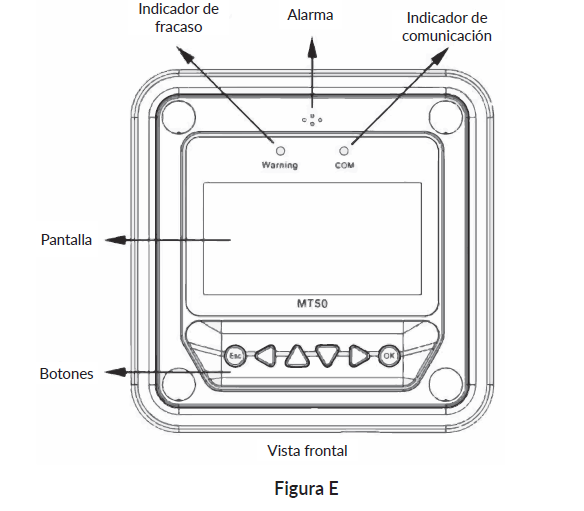 Indicador de
fracaso
Alarma
Indicador de
comunicación
Warning
COM
Pantalla
MT50
Esc
OK
Botones
Vista frontal
Figura E